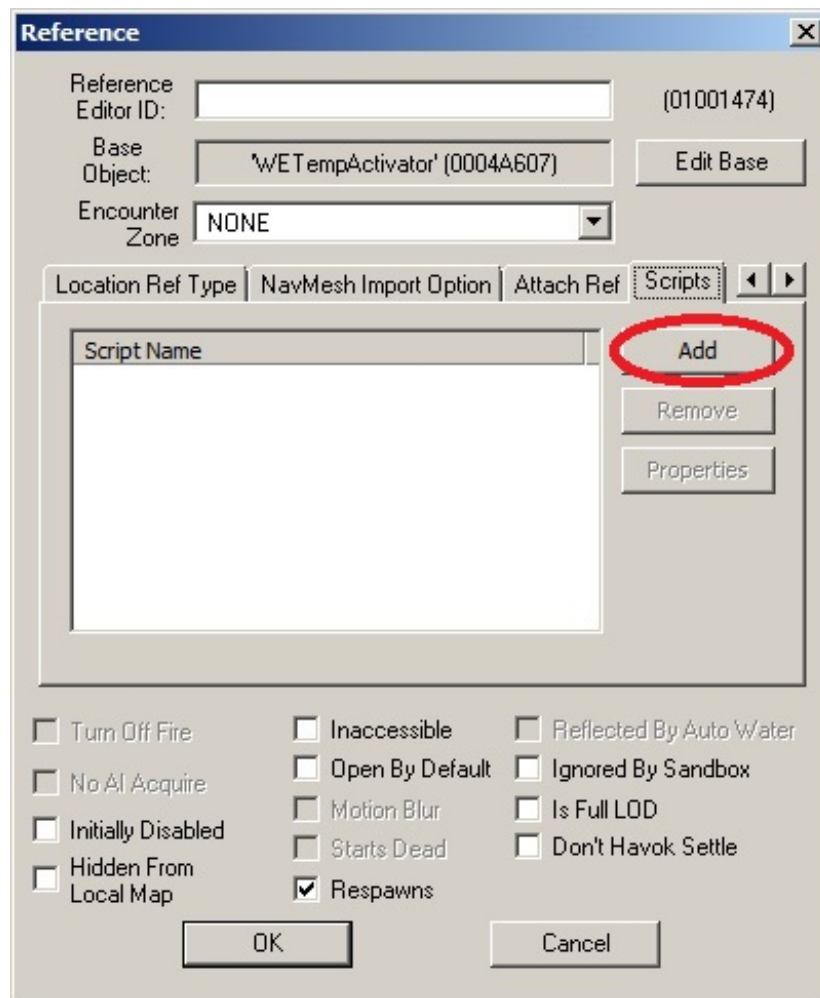 Reference
Reference
Editor ID:
(01001474)
Base
Object:
'WETempActivator' (0004A607)
Edit Base
Encounter
Zone
NONE
Location Ref Type
NavMesh Import Option
Attach Ref
Scripts
Script Name
Add
Remove
Properties
Turn Off Fire
Inaccessible
Reflected By Auto Water
No AI Acquire
Open By Default
Ignored By Sandbox
Motion Blur
Is Full LOD
Initially Disabled
Starts Dead
Don't Havok Settle
Hidden From
Local Map
Respawns
OK
Cancel